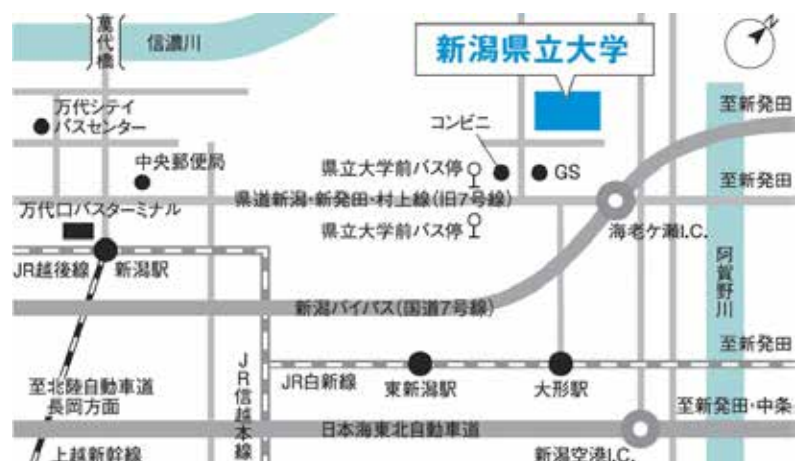 萬代橋
信濃川
新潟県立大学
万代シテイ
バスセンター
コンビニ
至新発田
中央郵便局
県立大学前バス停
GS
至新発田
県道新潟・新発田・村上線(旧7号線)
万代口バスターミナル
県立大学前バス停
海老ケ瀬I.C.
JR越後線
新潟駅
阿賀野川
新潟バイパス(国道7号線)
至新発田
JR信越本線
JR白新線
東新潟駅
大形駅
至北陸自動車道
長岡方面
至新発田・中条
日本海東北自動車道
上越新幹線
新潟空港I.C.
N